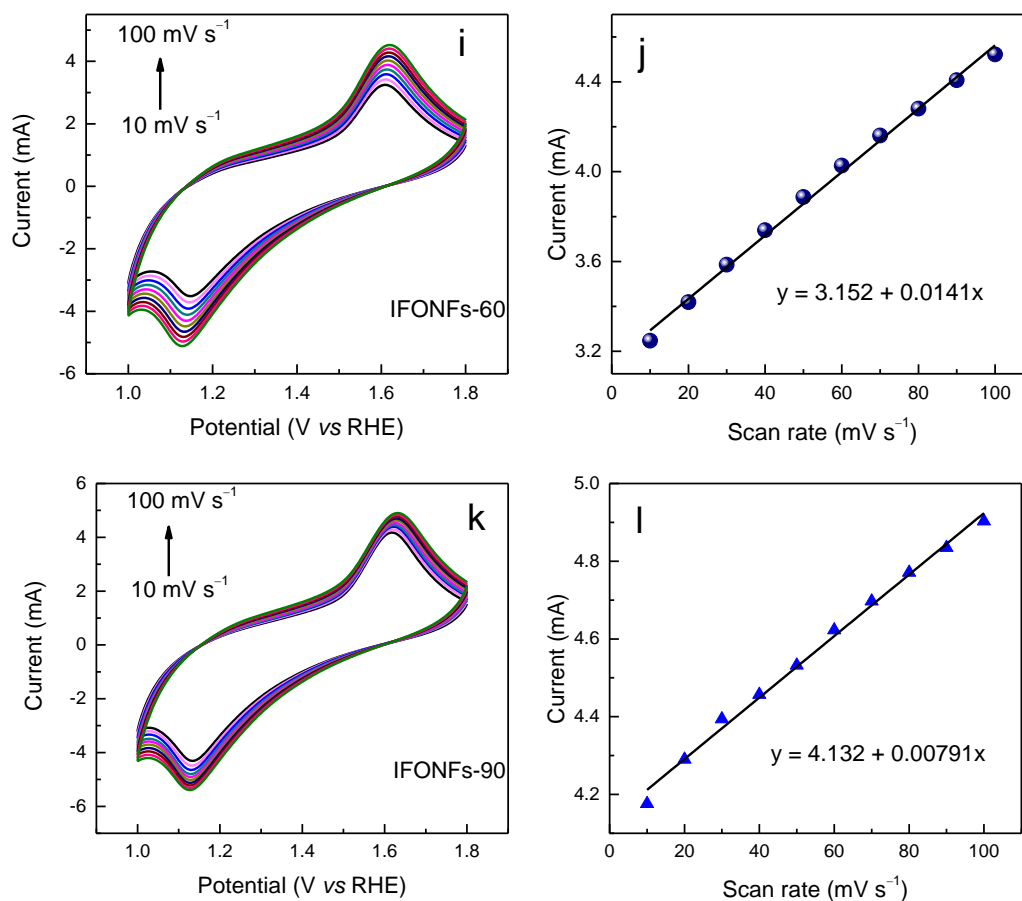 100 mV s⁻¹
10 mV s⁻¹
i
IFONFs-60
6
4
2
0
-2
-4
-6
Current (mA)
1.0 1.2 1.4 1.6 1.8
Potential (V vs RHE)
j
y = 3.152 + 0.0141x
4.4
4.0
3.6
3.2
Current (mA)
0 20 40 60 80 100
Scan rate (mV s⁻¹)
100 mV s⁻¹
10 mV s⁻¹
k
IFONFs-90
6
4
2
0
-2
-4
-6
Current (mA)
1.0 1.2 1.4 1.6 1.8
Potential (V vs RHE)
l
y = 4.132 + 0.00791x
5.0
4.8
4.6
4.4
4.2
Current (mA)
0 20 40 60 80 100
Scan rate (mV s⁻¹)